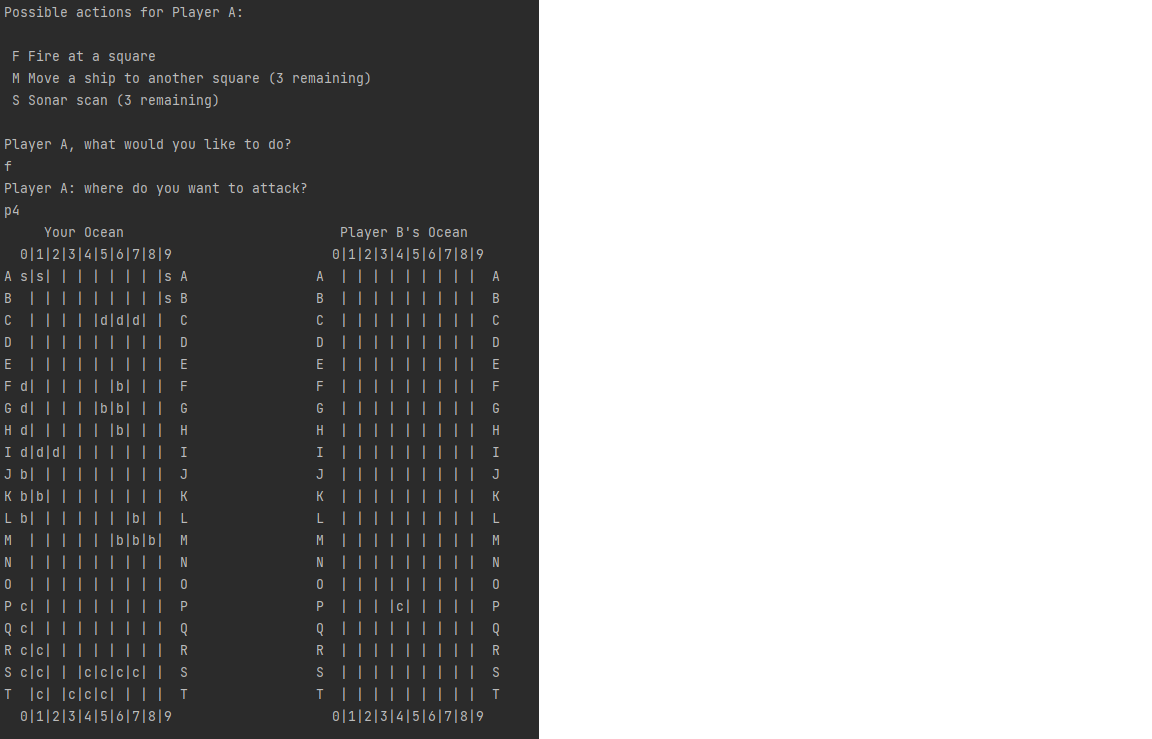 Possible actions for Player A:
 F Fire at a square
 M Move a ship to another square (3 remaining)
 S Sonar scan (3 remaining)
Player A, what would you like to do?
f
Player A: where do you want to attack?
p4
     Your Ocean                           Player B's Ocean
  0|1|2|3|4|5|6|7|8|9                    0|1|2|3|4|5|6|7|8|9
A s|s| | | | | | | |s A                A  | | | | | | | | |  A
B  | | | | | | | | |s B                B  | | | | | | | | |  B
C  | | | | |d|d|d| |  C                C  | | | | | | | | |  C
D  | | | | | | | | |  D                D  | | | | | | | | |  D
E  | | | | | | | | |  E                E  | | | | | | | | |  E
F d| | | | | |b| | |  F                F  | | | | | | | | |  F
G d| | | | |b|b| | |  G                G  | | | | | | | | |  G
H d| | | | | |b| | |  H                H  | | | | | | | | |  H
I d|d|d| | | | | | |  I                I  | | | | | | | | |  I
J b| | | | | | | | |  J                J  | | | | | | | | |  J
K b|b| | | | | | | |  K                K  | | | | | | | | |  K
L b| | | | | | |b| |  L                L  | | | | | | | | |  L
M  | | | | | |b|b|b|  M                M  | | | | | | | | |  M
N  | | | | | | | | |  N                N  | | | | | | | | |  N
O  | | | | | | | | |  O                O  | | | | | | | | |  O
P c| | | | | | | | |  P                P  | | | |c| | | | |  P
Q c| | | | | | | | |  Q                Q  | | | | | | | | |  Q
R c|c| | | | | | | |  R                R  | | | | | | | | |  R
S c|c| | |c|c|c|c| |  S                S  | | | | | | | | |  S
T  |c| |c|c|c| | | |  T                T  | | | | | | | | |  T
  0|1|2|3|4|5|6|7|8|9                    0|1|2|3|4|5|6|7|8|9